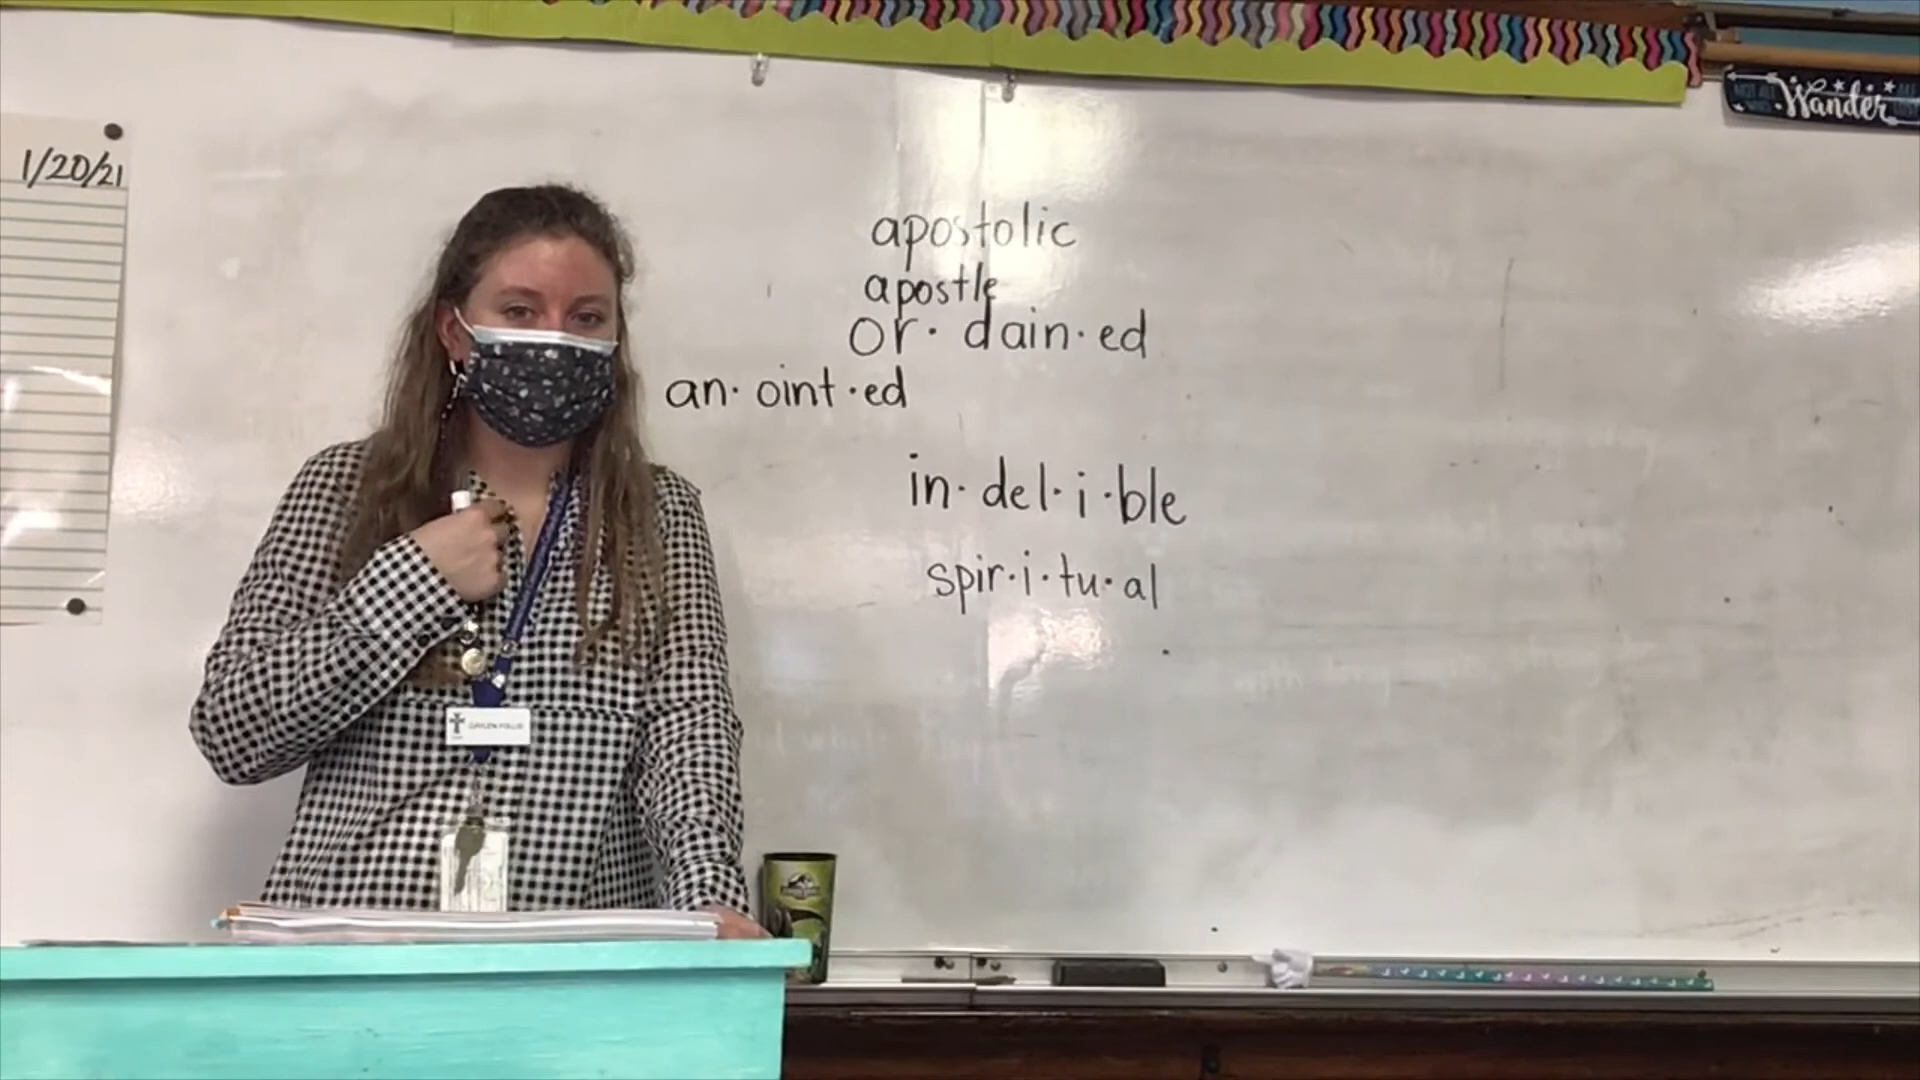 1/20/21
Wander
apostolic
apostle
or· dain·ed
an· oint·ed
in·del·i·ble
spir·i·tu·al